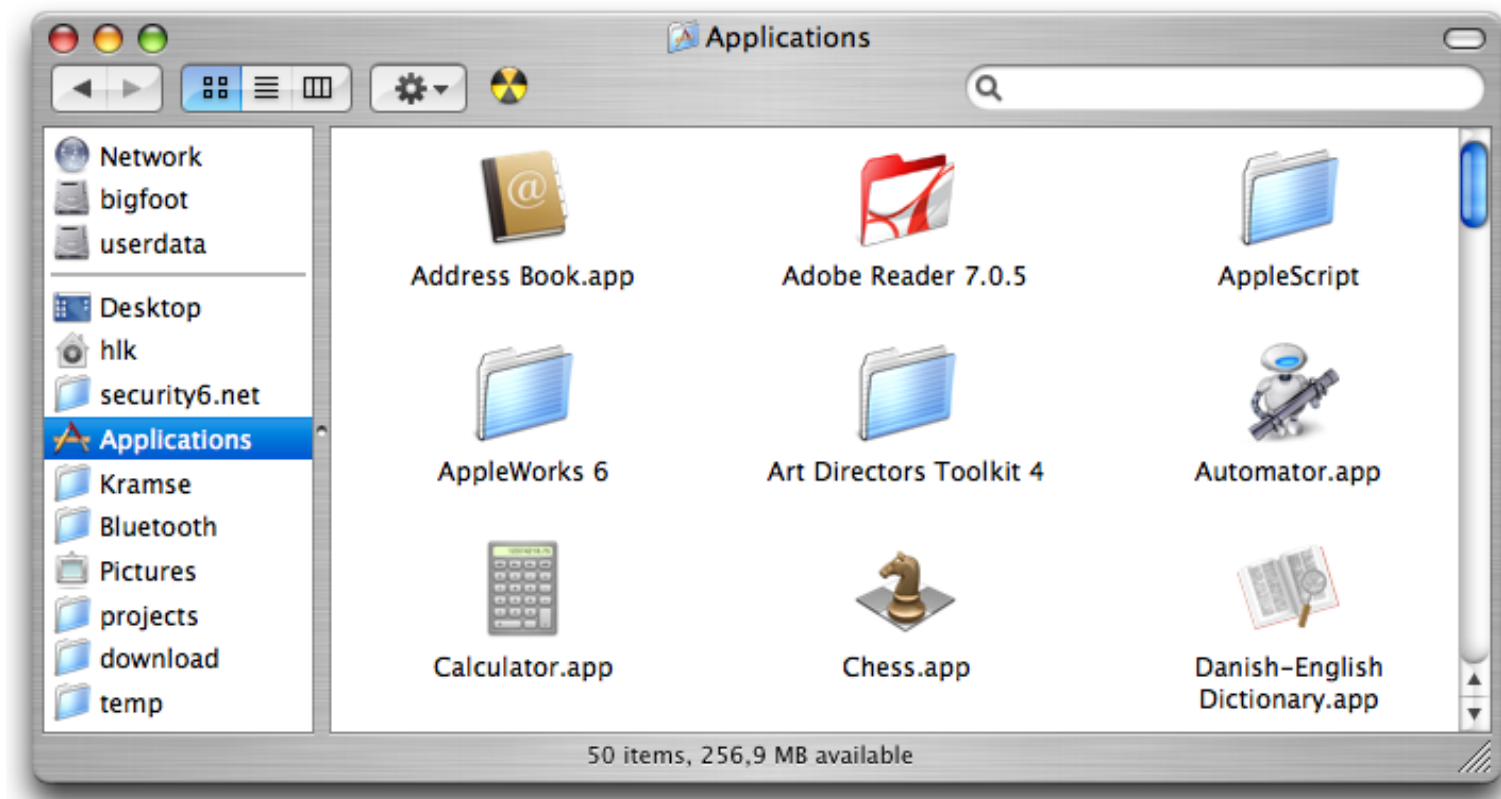 Applications
Network
bigfoot
userdata
Desktop
hlk
security6.net
Applications
Kramse
Bluetooth
Pictures
projects
download
temp
Address Book.app
Adobe Reader 7.0.5
AppleScript
AppleWorks 6
Art Directors Toolkit 4
Automator.app
Calculator.app
Chess.app
Danish-English
Dictionary.app
50 items, 256,9 MB available